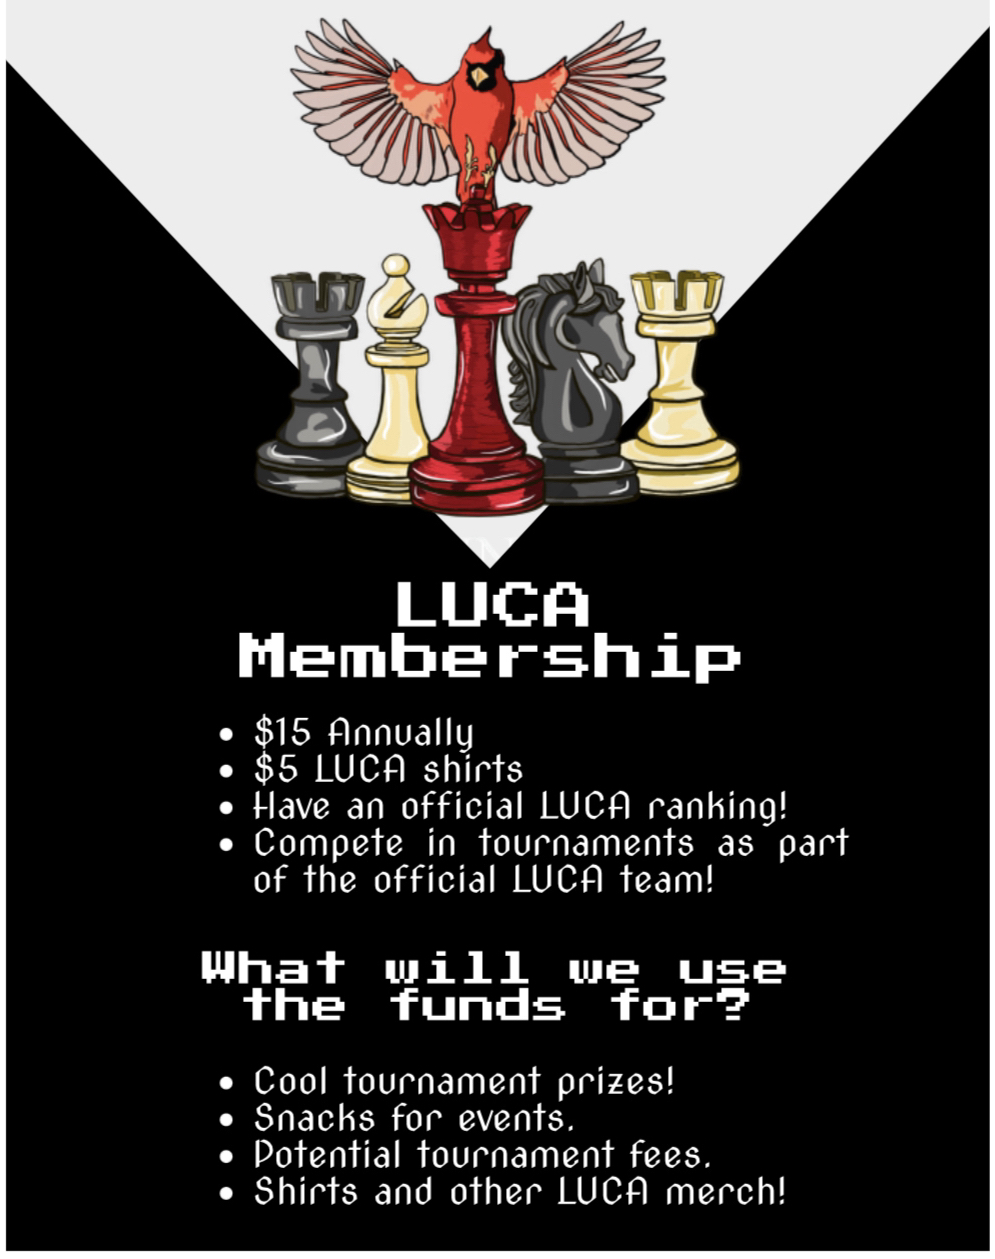 LUCA
Membership
• $15 Annually
• $5 LUCA shirts
• Have an official LUCA ranking!
• Compete in tournaments as part
of the official LUCA team!
What will we use
the funds for?
• Cool tournament prizes!
• Snacks for events.
• Potential tournament fees.
• Shirts and other LUCA merch!